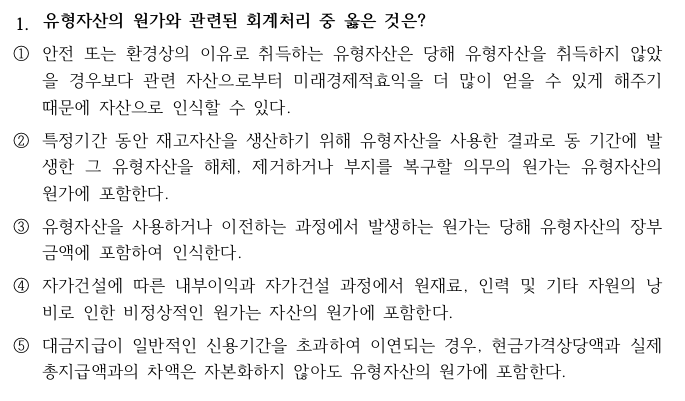 1. 유형자산의 원가와 관련된 회계처리 중 옳은 것은?
① 안전 또는 환경상의 이유로 취득하는 유형자산은 당해 유형자산을 취득하지 않았
을 경우보다 관련 자산으로부터 미래경제적효익을 더 많이 얻을 수 있게 해주기
때문에 자산으로 인식할 수 있다.
② 특정기간 동안 재고자산을 생산하기 위해 유형자산을 사용한 결과로 동 기간에 발
생한 그 유형자산을 해체, 제거하거나 부지를 복구할 의무의 원가는 유형자산의
원가에 포함한다.
③ 유형자산을 사용하거나 이전하는 과정에서 발생하는 원가는 당해 유형자산의 장부
금액에 포함하여 인식한다.
④ 자가건설에 따른 내부이익과 자가건설 과정에서 원재료, 인력 및 기타 자원의 낭
비로 인한 비정상적인 원가는 자산의 원가에 포함한다.
⑤ 대금지급이 일반적인 신용기간을 초과하여 이연되는 경우, 현금가격상당액과 실제
총지급액과의 차액은 자본화하지 않아도 유형자산의 원가에 포함한다.